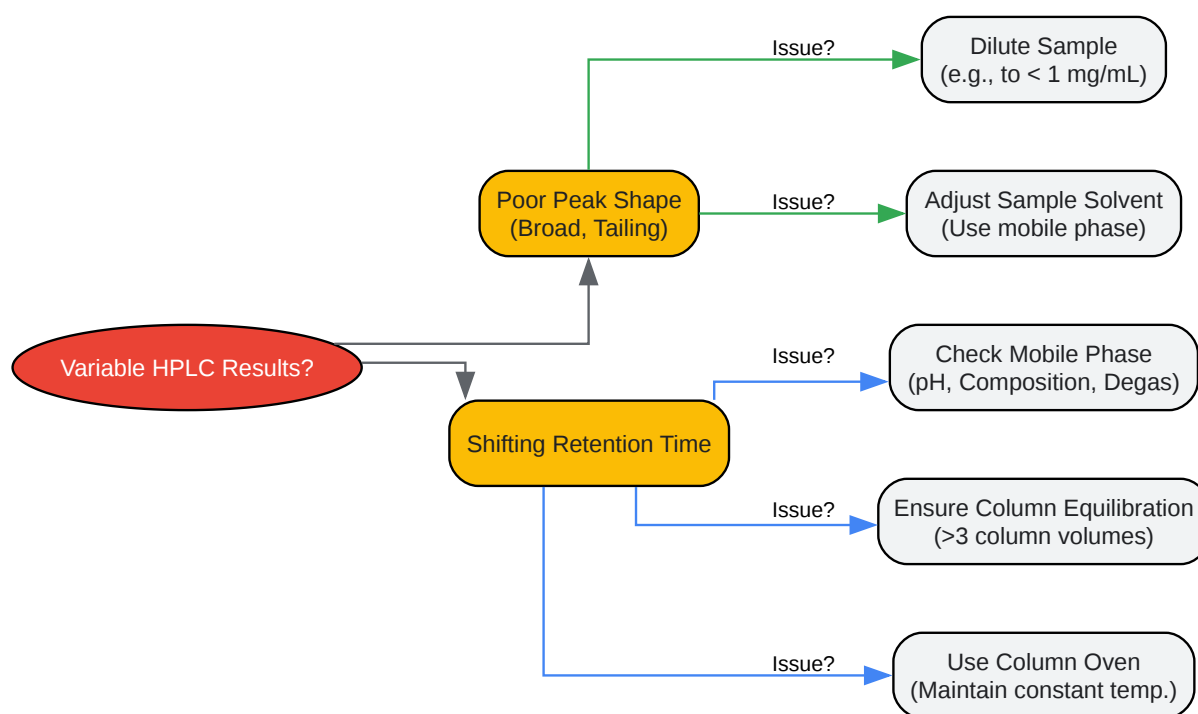 Issue?
Dilute Sample
(e.g., to < 1 mg/mL)
Poor Peak Shape
(Broad, Tailing)
Issue?
Adjust Sample Solvent
(Use mobile phase)
Variable HPLC Results?
Issue?
Check Mobile Phase
(pH, Composition, Degas)
Shifting Retention Time
Issue?
Ensure Column Equilibration
(>3 column volumes)
Issue?
Use Column Oven
(Maintain constant temp.)